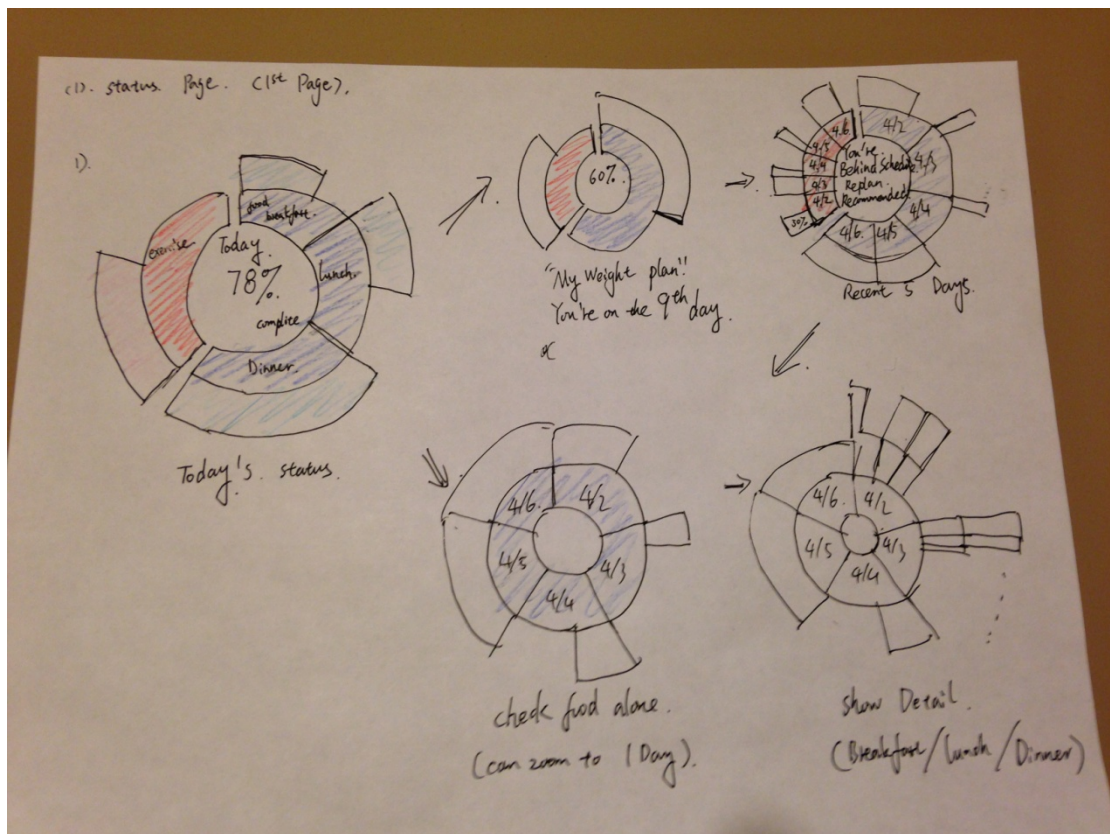 (1). status Page. (1st Page).
1).
exercise
food
breakfast.
lunch.
Dinner.
Today.
78%.
complite
Today's. status.
60%.
"My Weight plan"!
You're on the 9th day.
4/6.
4/5
4/4
4/3
4/2
30%
You're.
Behind Schedule.
Replan.
Recommended.
4/2
4/3
4/4
4/5
4/6.
Recent 5 Days.
4/6.
4/2
4/5
4/3
4/4
check food alone.
(can zoom to 1 Day).
4/6.
4/2
4/5
4/3
4/4
show Detail.
(Breakfast/Lunch/Dinner)